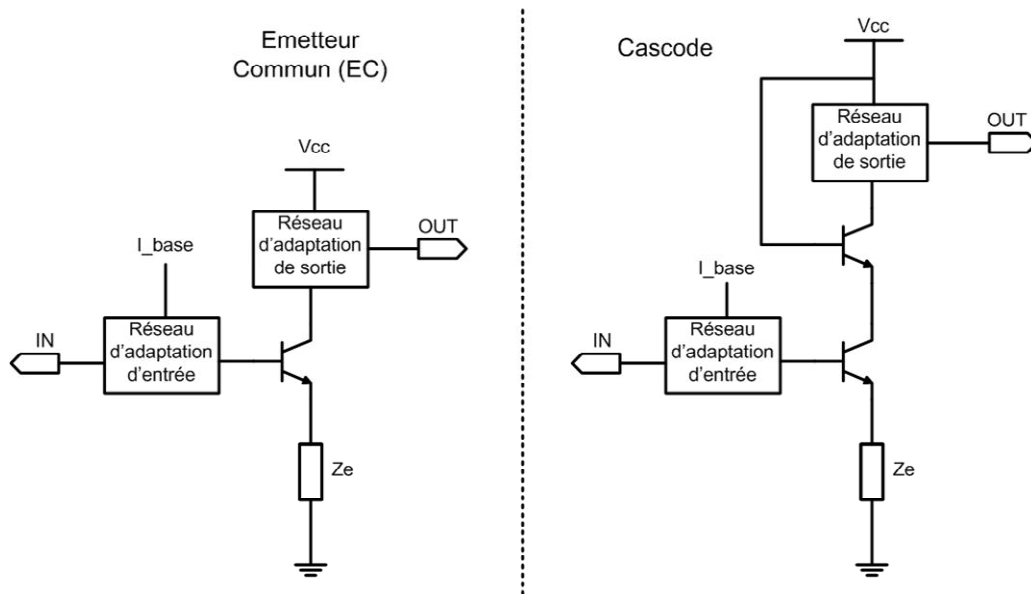 Emetteur
Commun (EC)
Vcc
Réseau
d'adaptation
de sortie
OUT
I_base
IN
Réseau
d'adaptation
d'entrée
Ze
Cascode
Vcc
Réseau
d'adaptation
de sortie
OUT
I_base
IN
Réseau
d'adaptation
d'entrée
Ze